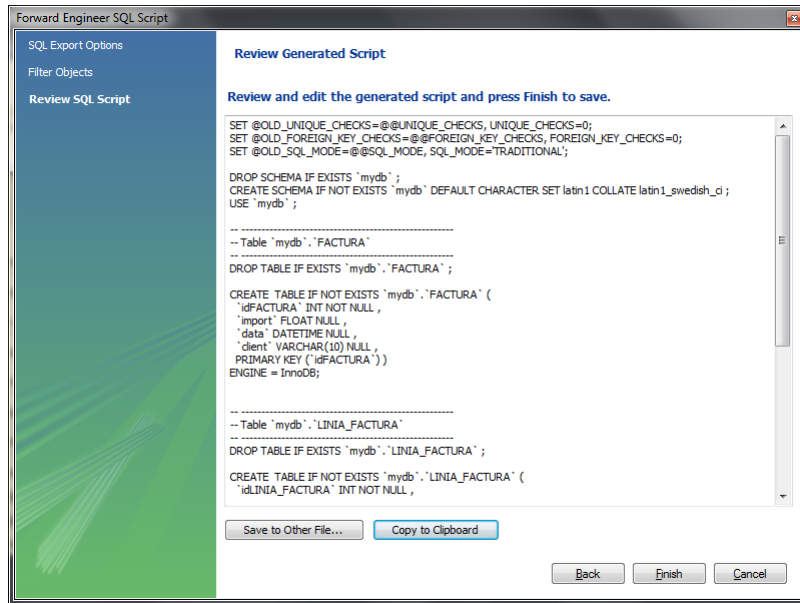 Forward Engineer SQL Script
SQL Export Options
Filter Objects
Review SQL Script
Review Generated Script
Review and edit the generated script and press Finish to save.
SET @OLD_UNIQUE_CHECKS=@@UNIQUE_CHECKS, UNIQUE_CHECKS=0;
SET @OLD_FOREIGN_KEY_CHECKS=@@FOREIGN_KEY_CHECKS, FOREIGN_KEY_CHECKS=0;
SET @OLD_SQL_MODE=@@SQL_MODE, SQL_MODE='TRADITIONAL';
DROP SCHEMA IF EXISTS `mydb` ;
CREATE SCHEMA IF NOT EXISTS `mydb` DEFAULT CHARACTER SET latin1 COLLATE latin1_swedish_ci ;
USE `mydb` ;
-- -----------------------------------------------------
-- Table `mydb`.`FACTURA`
-- -----------------------------------------------------
DROP TABLE IF EXISTS `mydb`.`FACTURA` ;
CREATE  TABLE IF NOT EXISTS `mydb`.`FACTURA` (
`idFACTURA` INT NOT NULL ,
`import` FLOAT NULL ,
`data` DATETIME NULL ,
`client` VARCHAR(10) NULL ,
PRIMARY KEY (`idFACTURA`) )
ENGINE = InnoDB;
-- -----------------------------------------------------
-- Table `mydb`.`LINIA_FACTURA`
-- -----------------------------------------------------
DROP TABLE IF EXISTS `mydb`.`LINIA_FACTURA` ;
CREATE  TABLE IF NOT EXISTS `mydb`.`LINIA_FACTURA` (
`idLINIA_FACTURA` INT NOT NULL ,
Save to Other File...
Copy to Clipboard
Back
Finish
Cancel